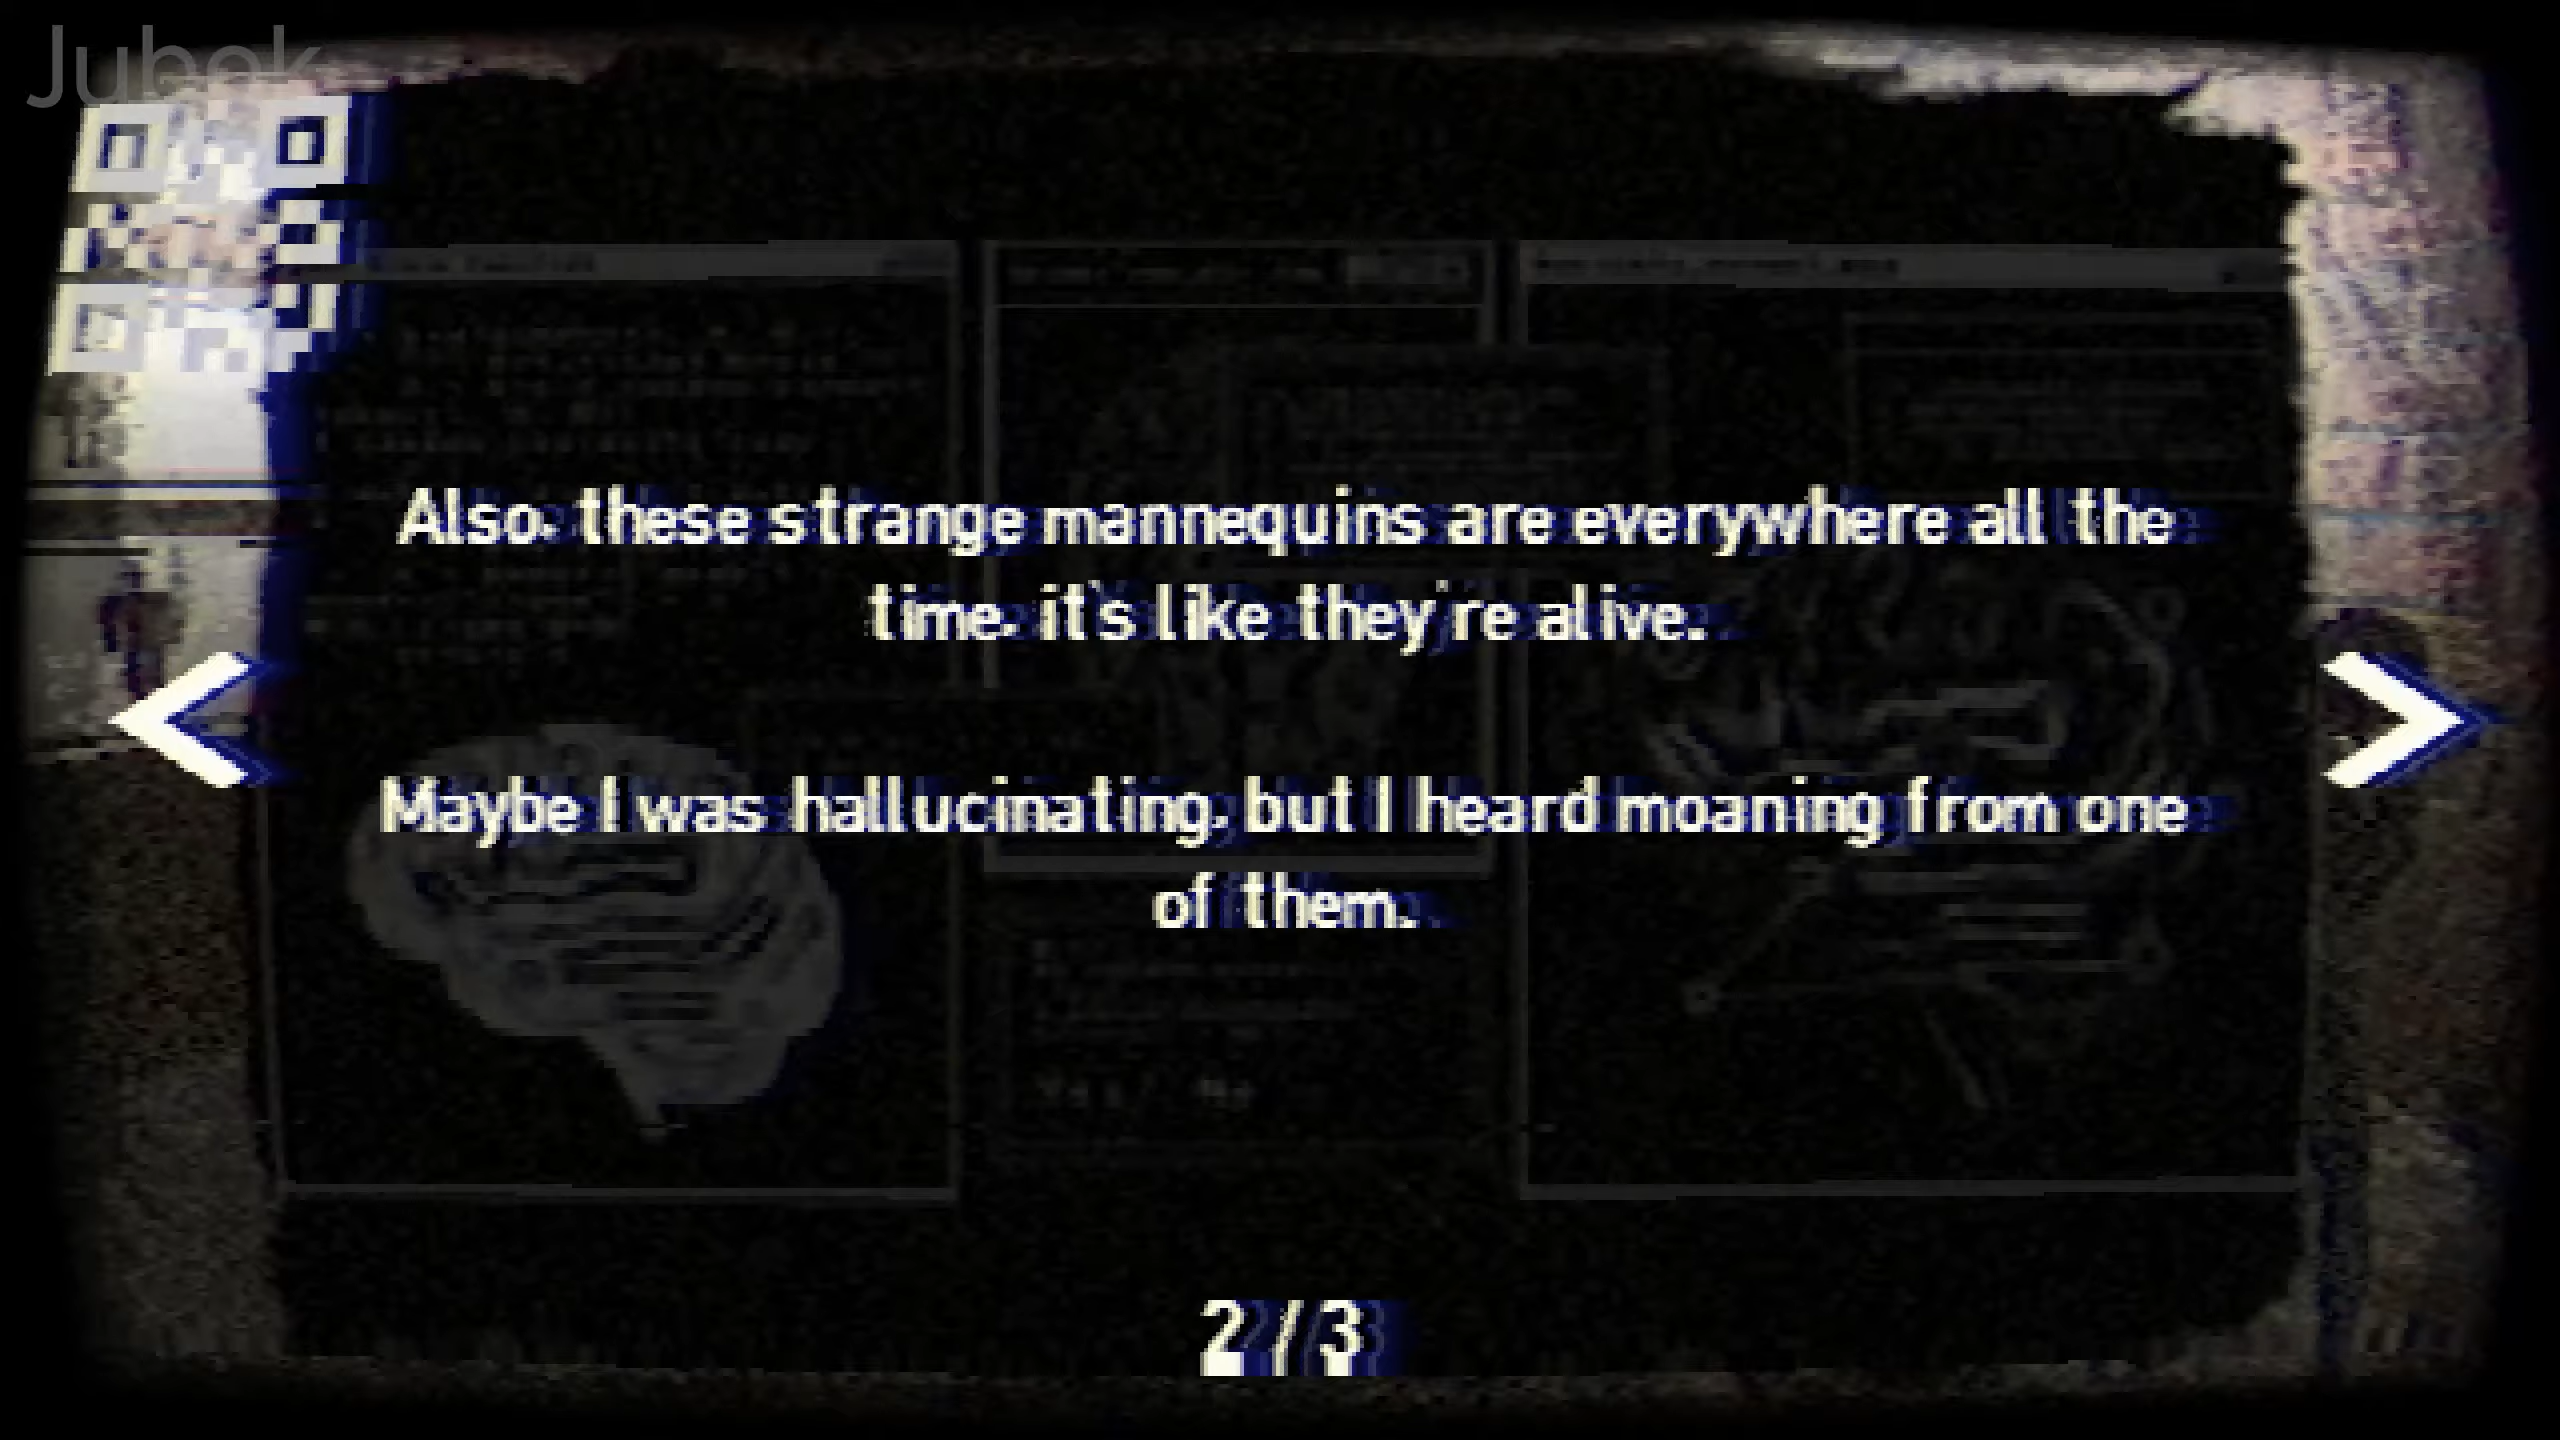 Jubok
Also, these strange mannequins are everywhere all the
time, it's like they're alive.
Maybe I was hallucinating, but I heard moaning from one
of them.
2/3